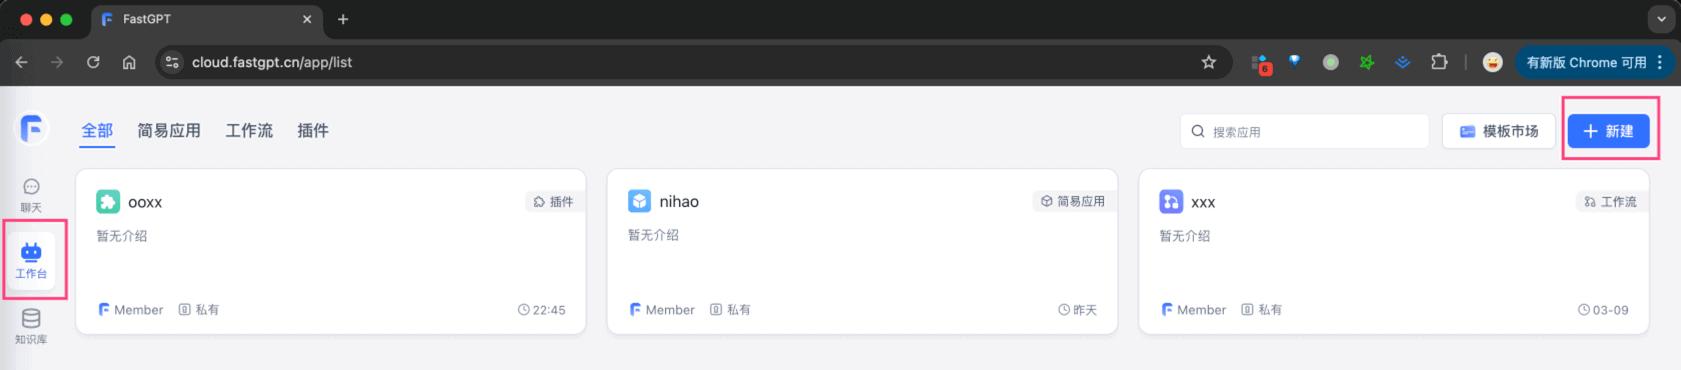 FastGPT
cloud.fastgpt.cn/app/list
6
有新版 Chrome 可用
全部 简易应用 工作流 插件
搜索应用
模板市场
新建
聊天
工作台
知识库
ooxx
插件
暂无介绍
Member 私有 22:45
nihao
简易应用
暂无介绍
Member 私有 昨天
xxx
工作流
暂无介绍
Member 私有 03-09